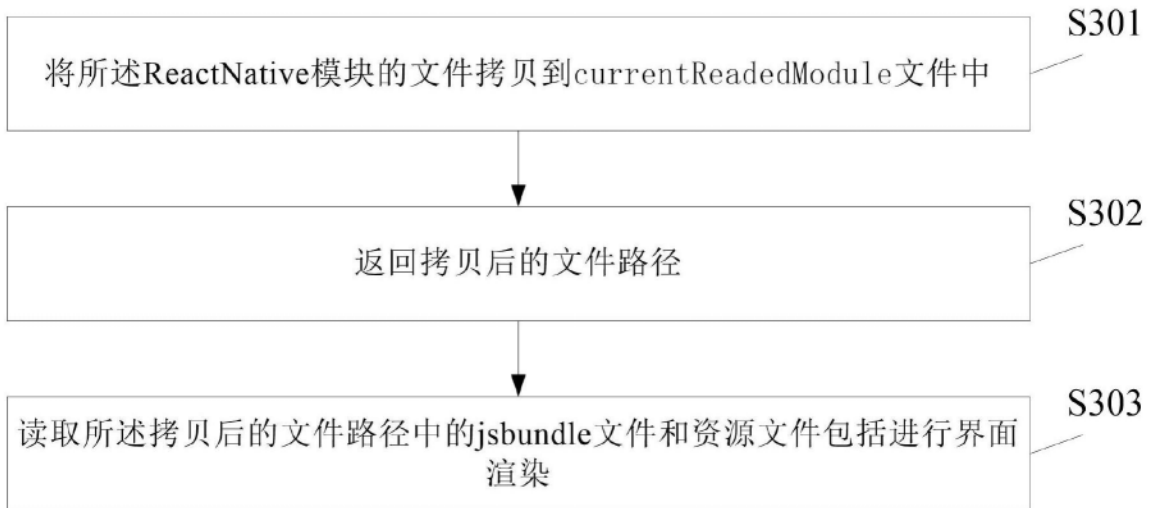 S301
将所述ReactNative模块的文件拷贝到currentReadedModule文件中
S302
返回拷贝后的文件路径
S303
读取所述拷贝后的文件路径中的jsbundle文件和资源文件包括进行界面
渲染